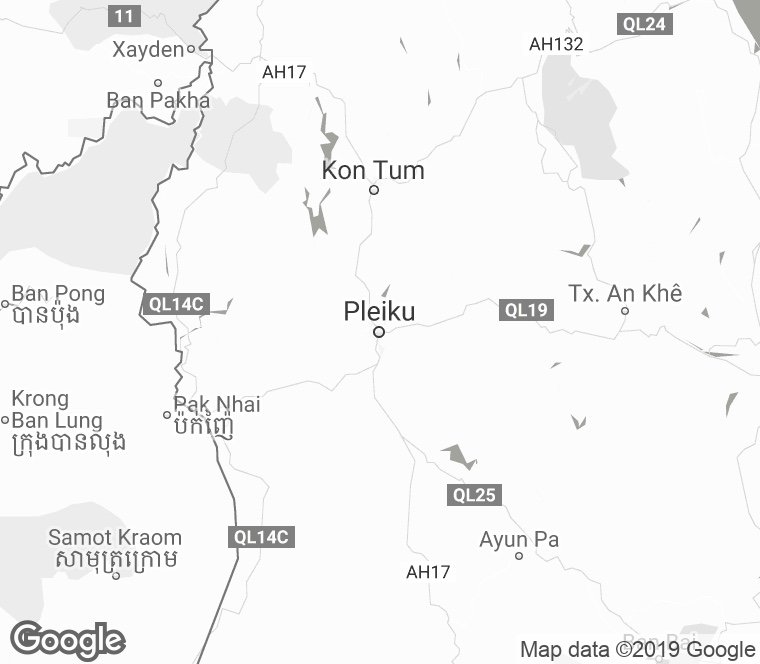 11
QL24
AH132
Xayden
AH17
Ban Pakha
Kon Tum
Ban Pong
បានប៉ុង
QL14C
Tx. An Khê
QL19
Pleiku
Krong
Ban Lung
ក្រុងបានលុង
Pak Nhai
ប៉ក់ញ៉ៃ
QL25
Samot Kraom
សាមុត្រក្រោម
QL14C
Ayun Pa
AH17
Google
Map data ©2019 Google